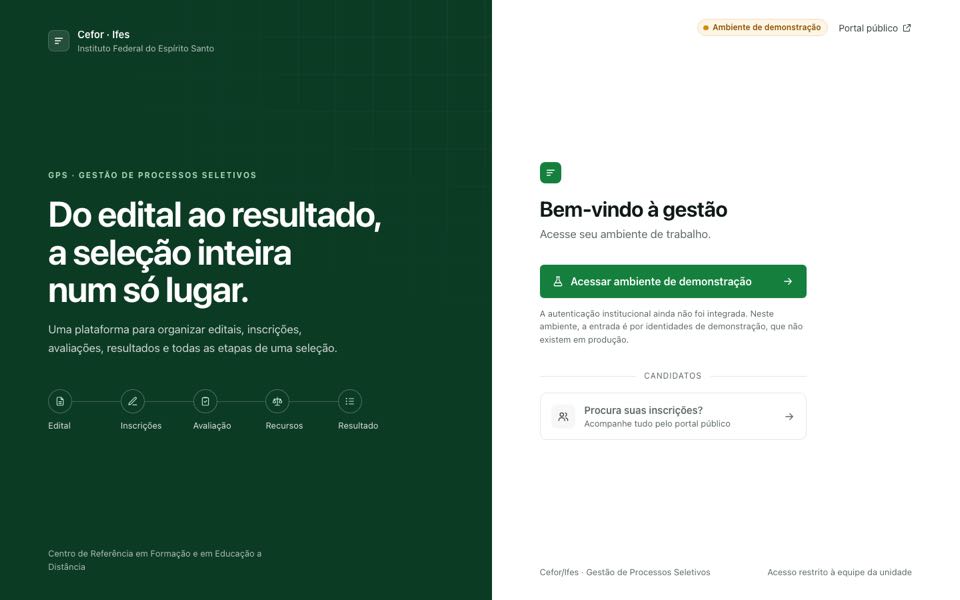 Cefor · Ifes
Instituto Federal do Espírito Santo
GPS · GESTÃO DE PROCESSOS SELETIVOS
Do edital ao resultado,
a seleção inteira
num só lugar.
Uma plataforma para organizar editais, inscrições,
avaliações, resultados e todas as etapas de uma seleção.
Edital
Inscrições
Avaliação
Recursos
Resultado
Centro de Referência em Formação e em Educação a
Distância
Ambiente de demonstração
Portal público
Bem-vindo à gestão
Acesse seu ambiente de trabalho.
Acessar ambiente de demonstração
A autenticação institucional ainda não foi integrada. Neste
ambiente, a entrada é por identidades de demonstração, que não
existem em produção.
CANDIDATOS
Procura suas inscrições?
Acompanhe tudo pelo portal público
Cefor/Ifes · Gestão de Processos Seletivos
Acesso restrito à equipe da unidade